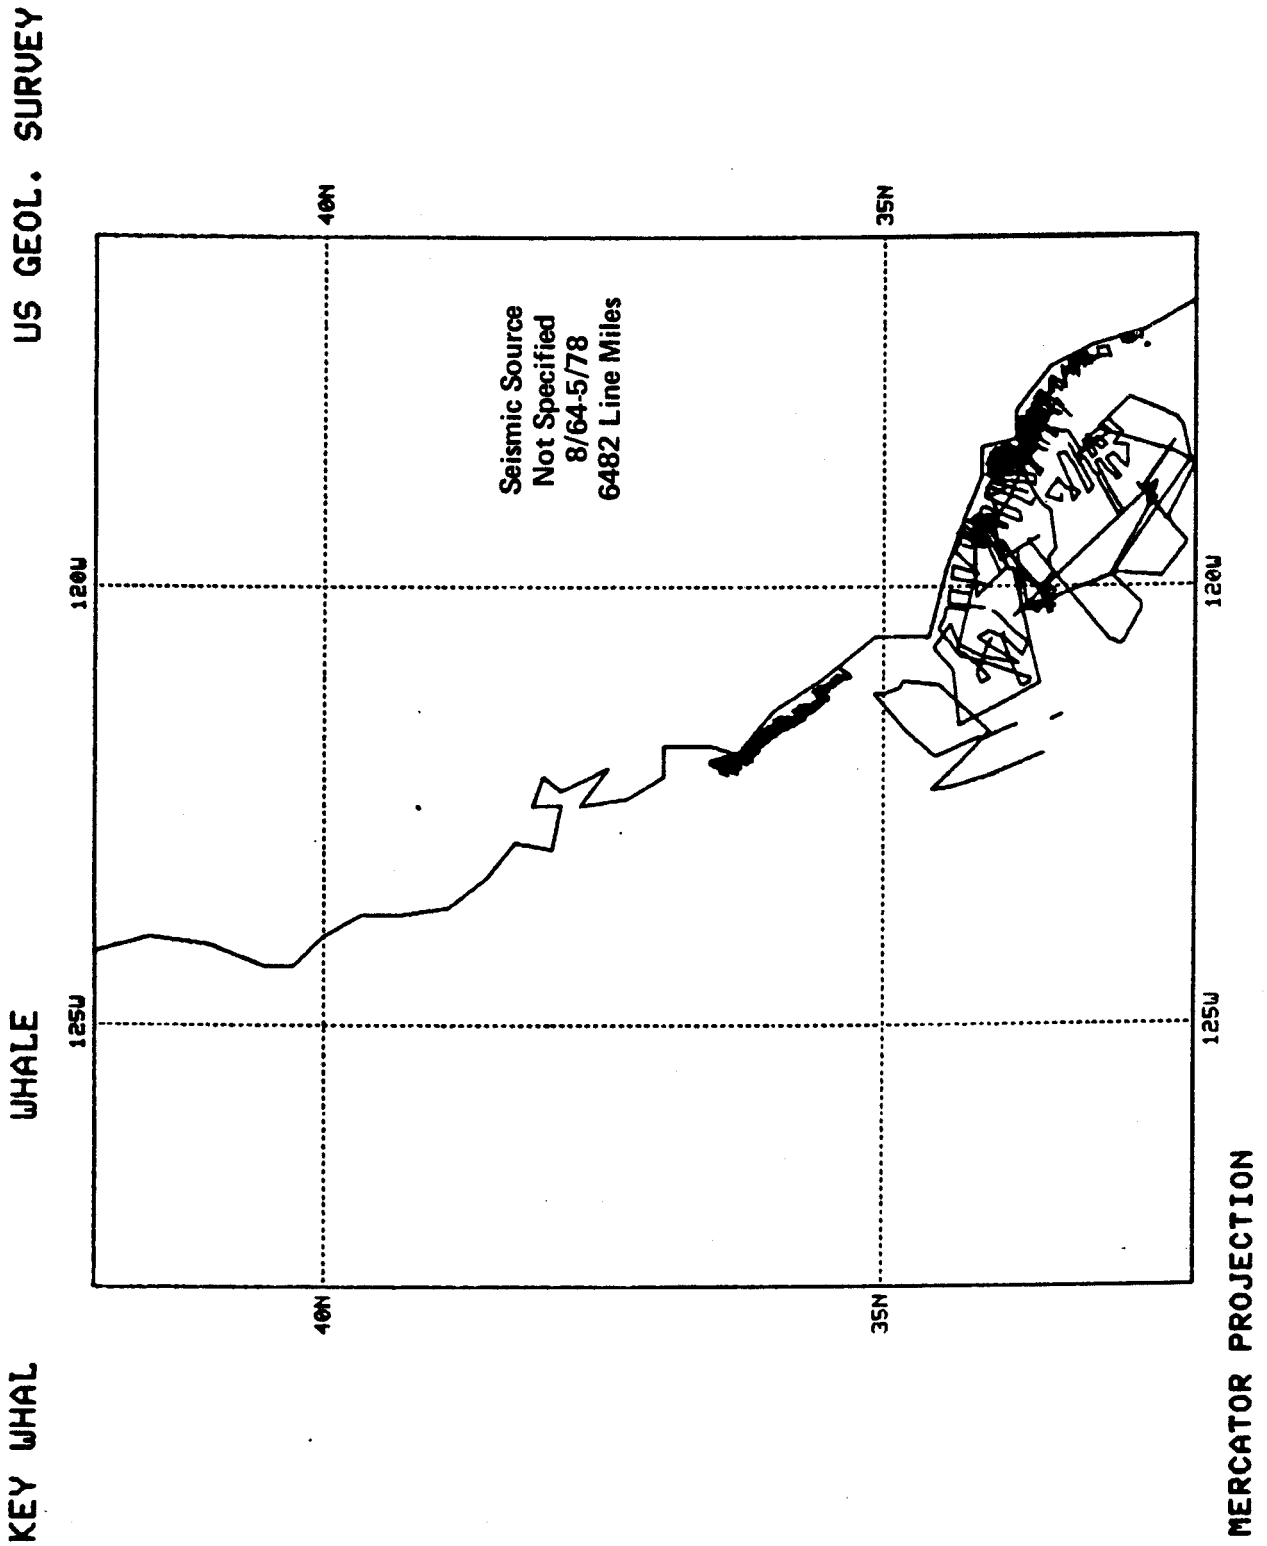 KEY WHAL WHALE US GEOL. SURVEY
125W 120W
40N 40N
Seismic Source
Not Specified
8/64-5/78
6482 Line Miles
35N 35N
125W 120W
MERCATOR PROJECTION